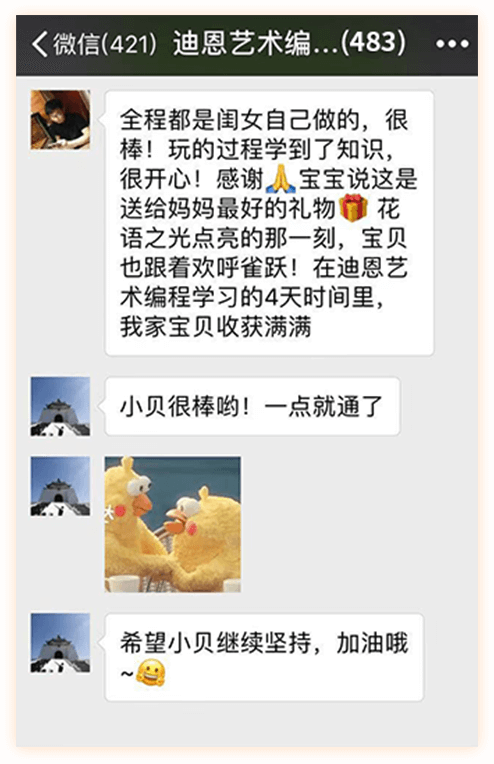 微信(421) 迪恩艺术编...(483)
全程都是闺女自己做的，很
棒！玩的过程学到了知识，
很开心！感谢🙏宝宝说这是
送给妈妈最好的礼物🎁 花
语之光点亮的那一刻，宝贝
也跟着欢呼雀跃！在迪恩艺
术编程学习的4天时间里，
我家宝贝收获满满
小贝很棒哟！一点就通了
希望小贝继续坚持，加油哦
~🤗